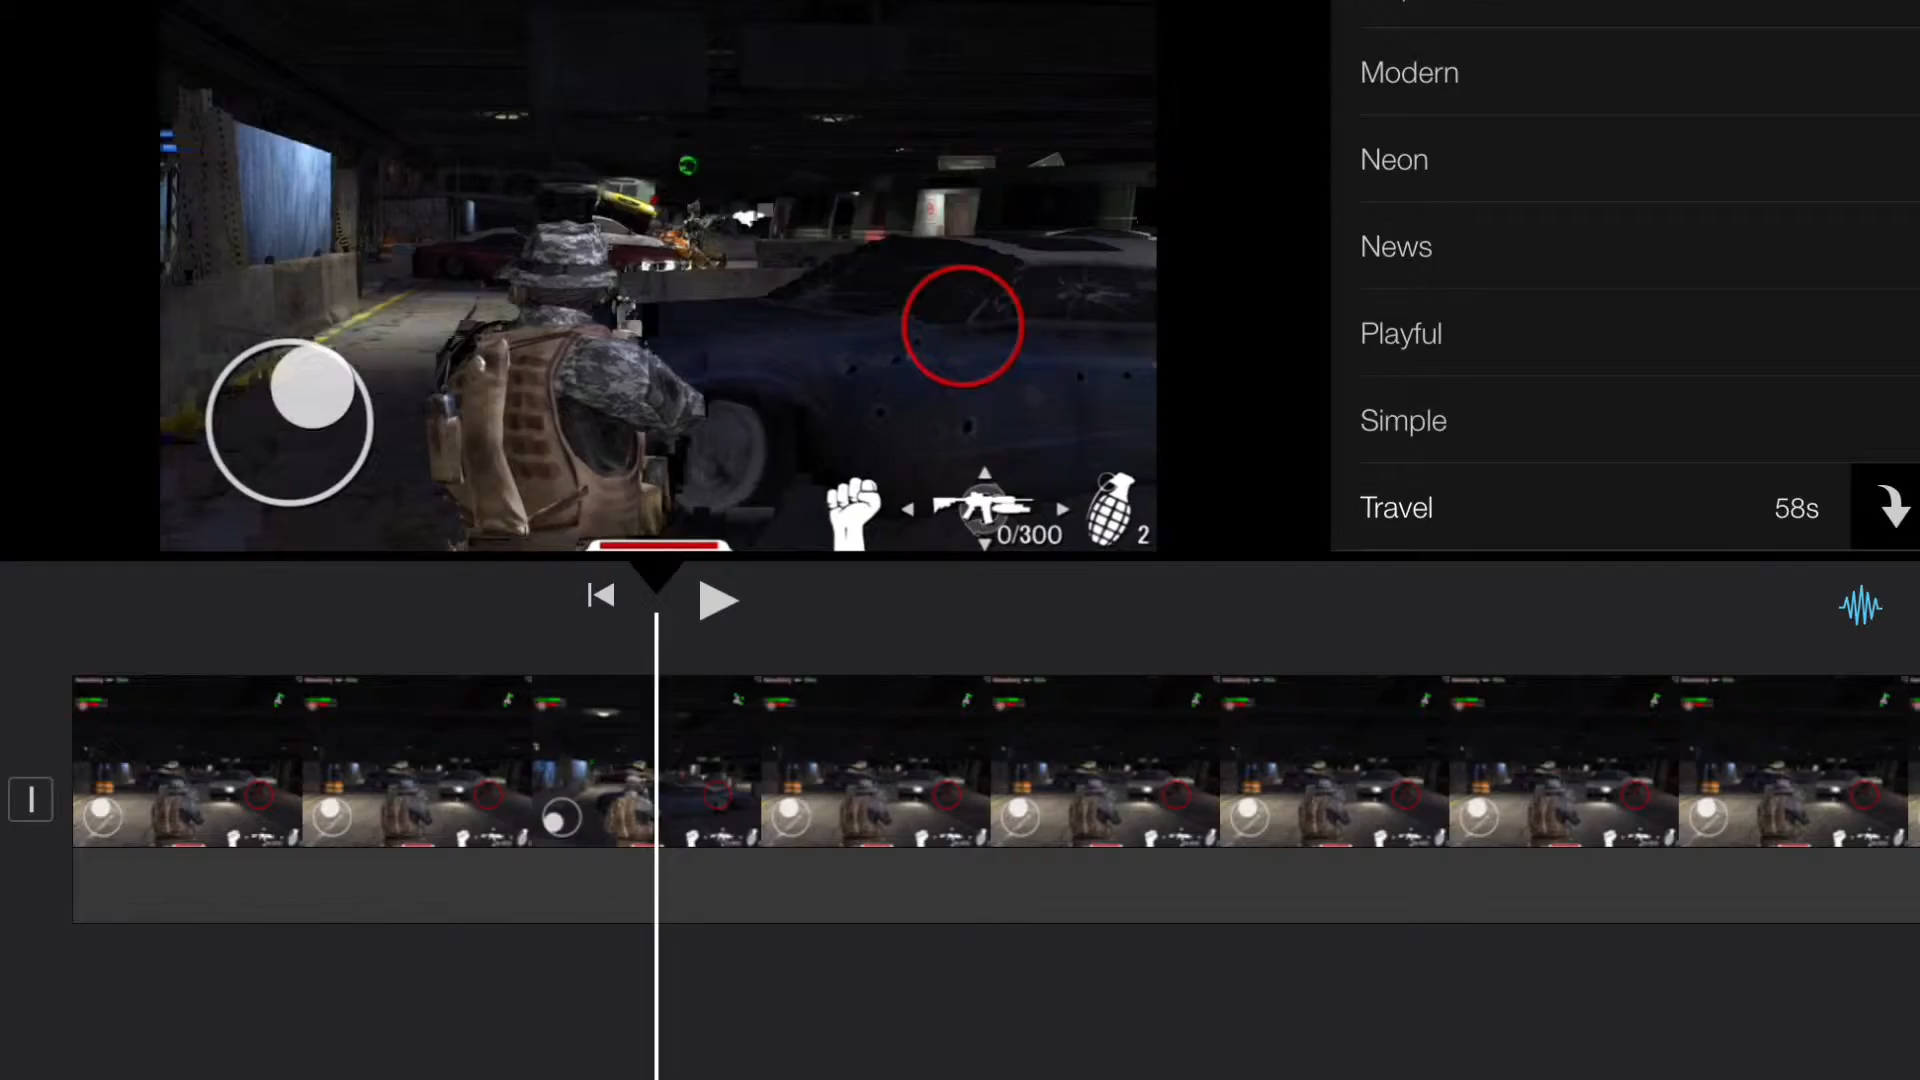 Modern
Neon
News
Playful
Simple
Travel 58s
0/300
2